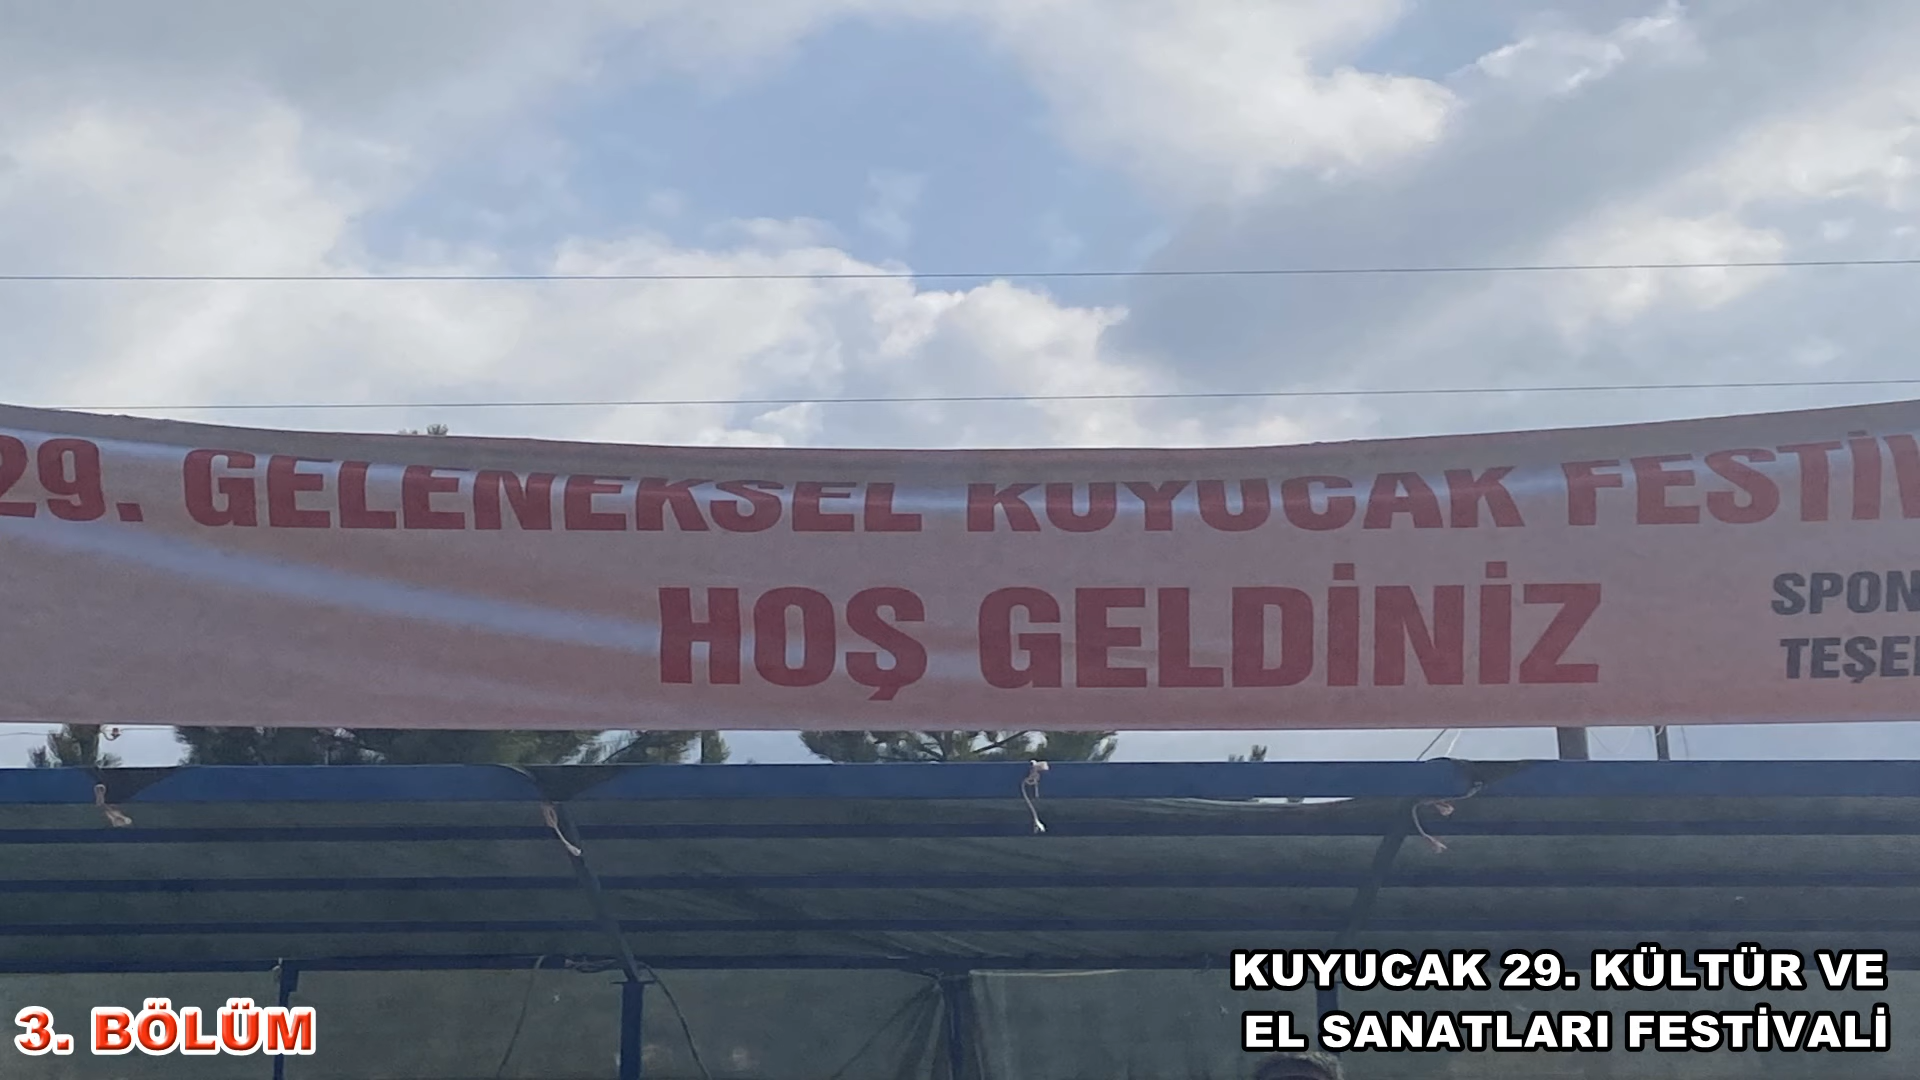 29. GELENEKSEL KUYUCAK FESTİV
HOŞ GELDİNİZ
SPON
TEŞE
3. BÖLÜM
KUYUCAK 29. KÜLTÜR VE
EL SANATLARI FESTİVALİ